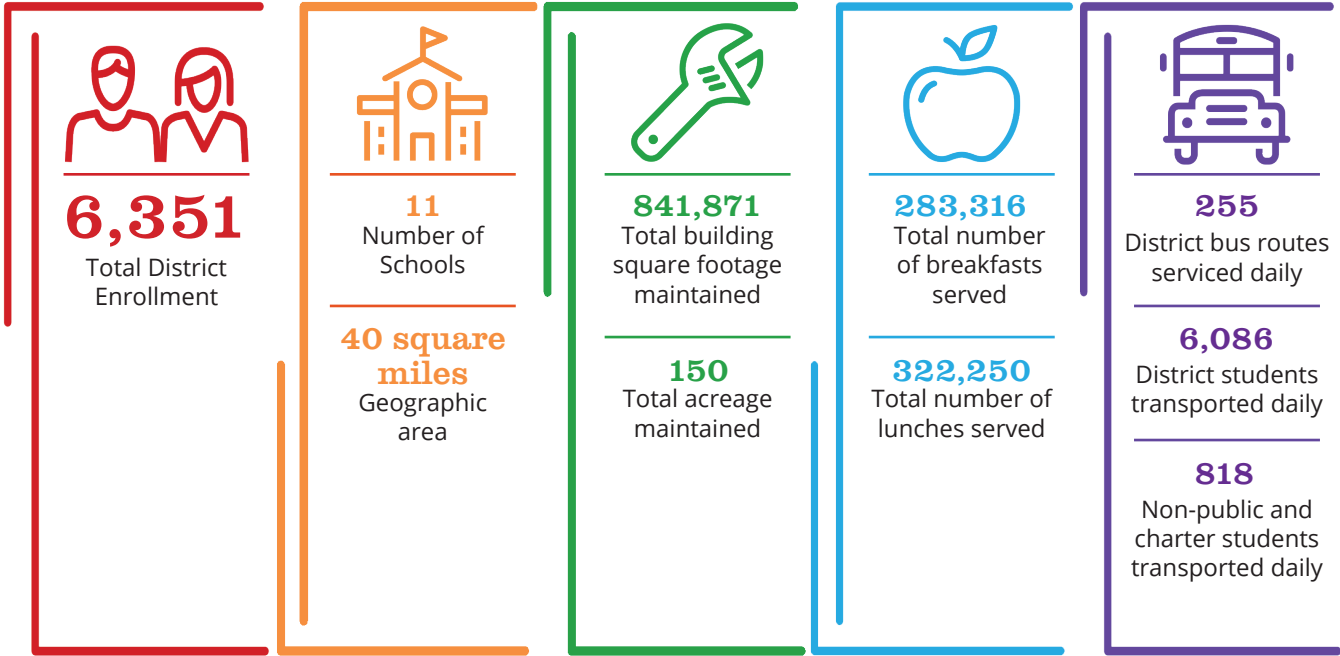 6,351
Total District
Enrollment
11
Number of
Schools
40 square
miles
Geographic
area
841,871
Total building
square footage
maintained
150
Total acreage
maintained
283,316
Total number
of breakfasts
served
322,250
Total number of
lunches served
255
District bus routes
serviced daily
6,086
District students
transported daily
818
Non-public and
charter students
transported daily